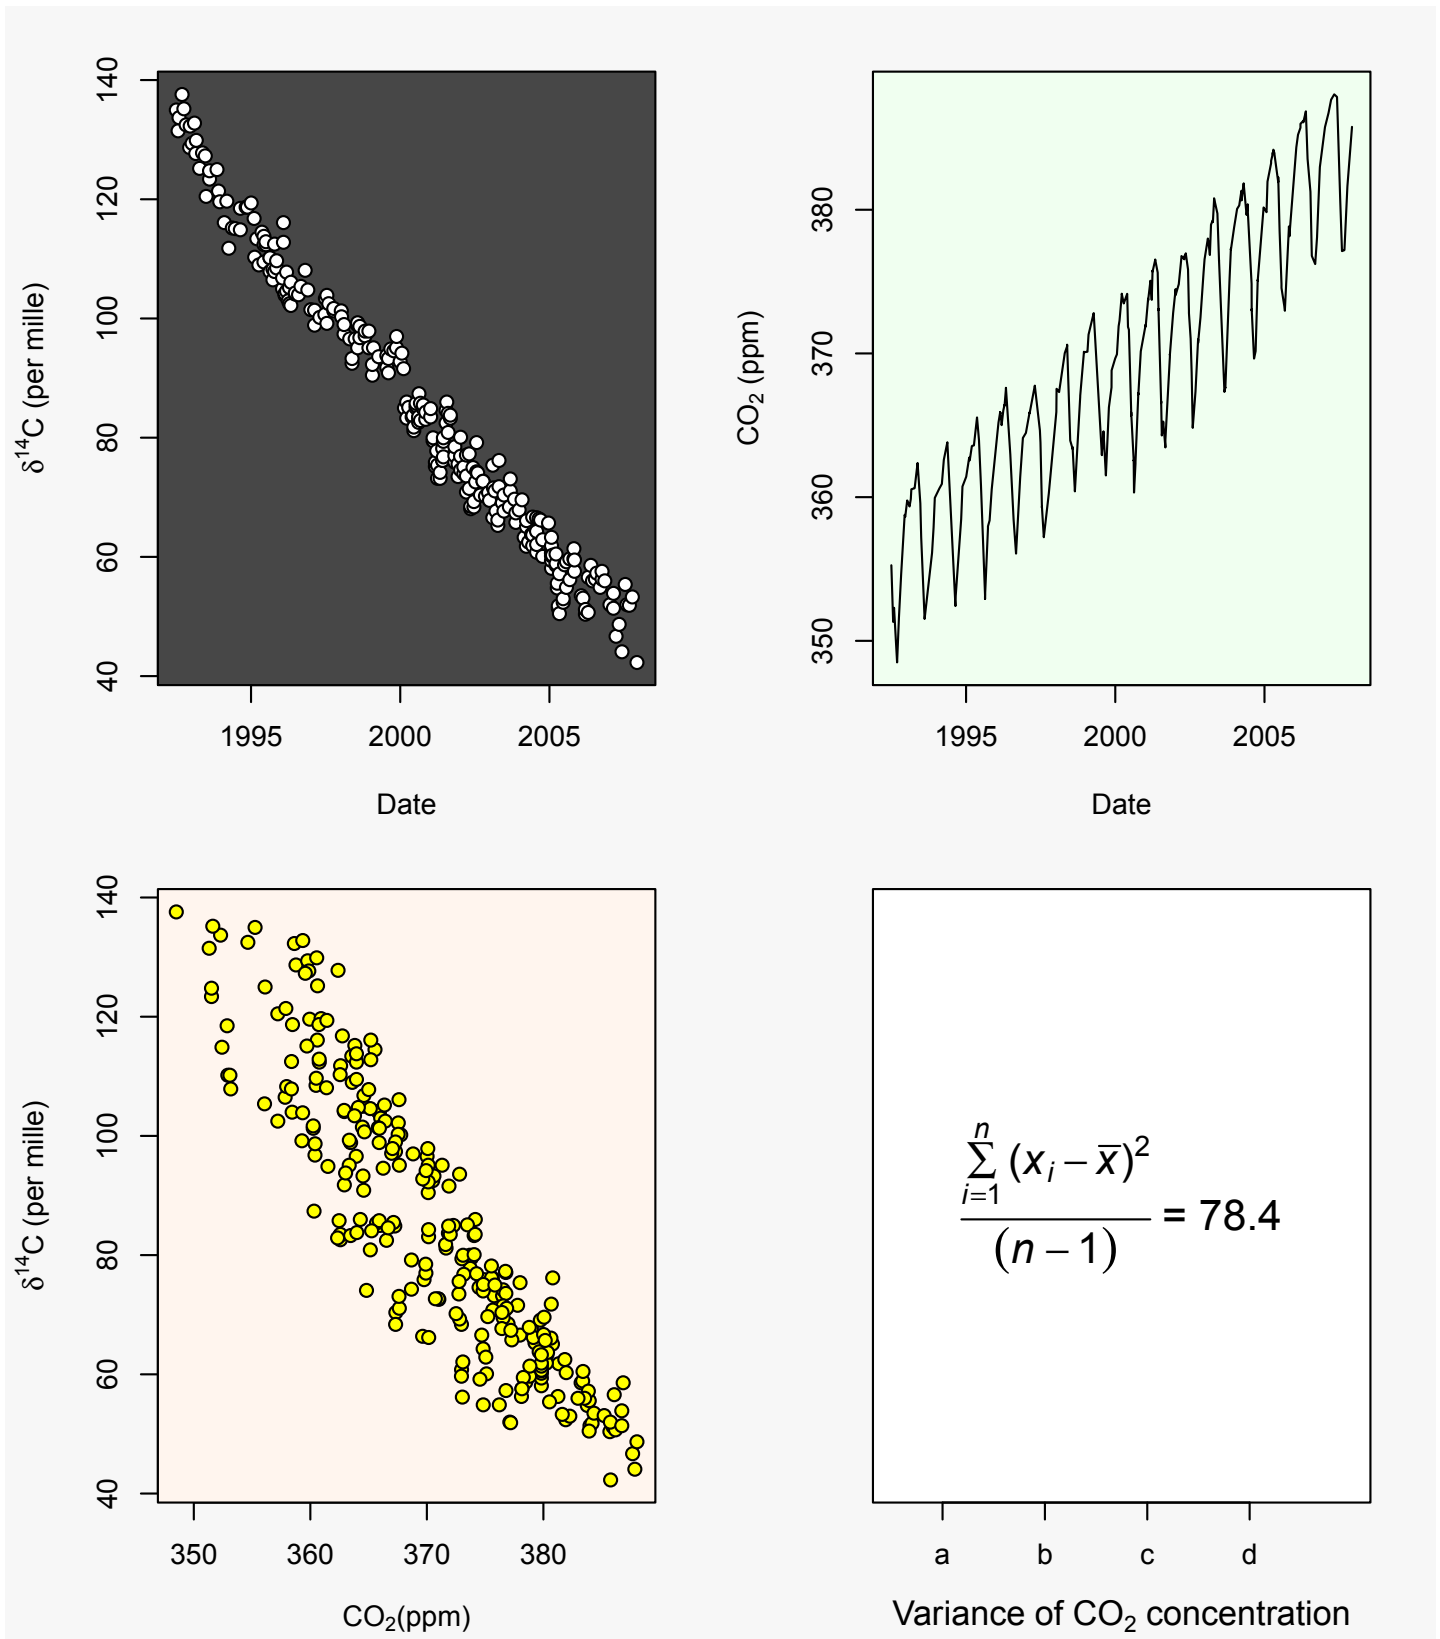 δ¹⁴C (per mille)
140
120
100
80
60
40
1995 2000 2005
Date
CO₂ (ppm)
380
370
360
350
1995 2000 2005
Date
δ¹⁴C (per mille)
140
120
100
80
60
40
350 360 370 380
CO₂(ppm)
n
∑ (xᵢ − x̅)²
i=1
(n − 1)
= 78.4
a b c d
Variance of CO₂ concentration